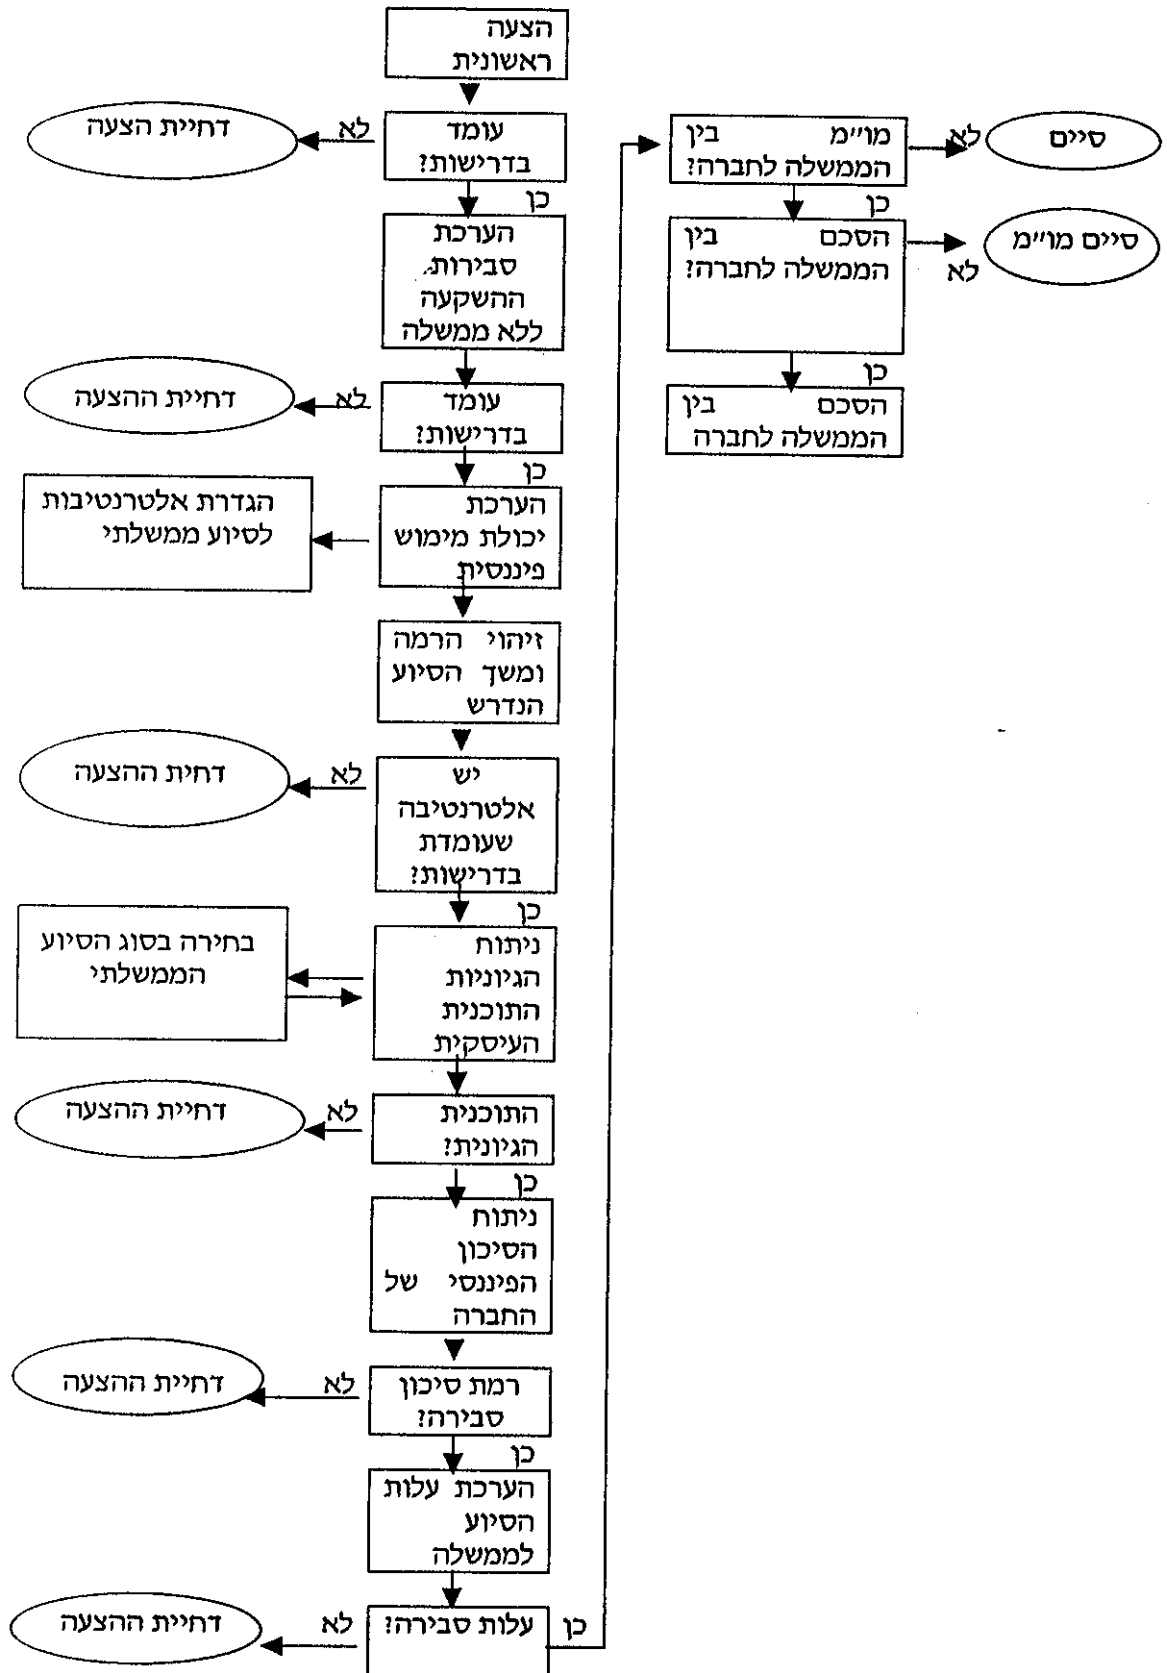 הצעה
ראשונית
עומד
בדרישות?
לא
דחיית הצעה
כן
הערכת
סבירות
ההשקעה
ללא ממשלה
עומד
בדרישות?
לא
דחיית ההצעה
כן
הערכת
יכולת מימוש
פיננסית
הגדרת אלטרנטיבות
לסיוע ממשלתי
זיהוי הרמה
ומשך הסיוע
הנדרש
יש
אלטרנטיבה
שעומדת
בדרישות?
לא
דחית ההצעה
כן
ניתוח
הגיוניות
התוכנית
העיסקית
בחירה בסוג הסיוע
הממשלתי
התוכנית
הגיונית?
לא
דחיית ההצעה
כן
ניתוח
הסיכון
הפיננסי של
החברה
רמת סיכון
סבירה?
לא
דחיית ההצעה
כן
הערכת עלות
הסיוע
לממשלה
עלות סבירה?
לא
דחיית ההצעה
כן
מו״מ בין
הממשלה לחברה?
לא
סיים
כן
הסכם בין
הממשלה לחברה?
לא
סיים מו״מ
כן
הסכם בין
הממשלה לחברה